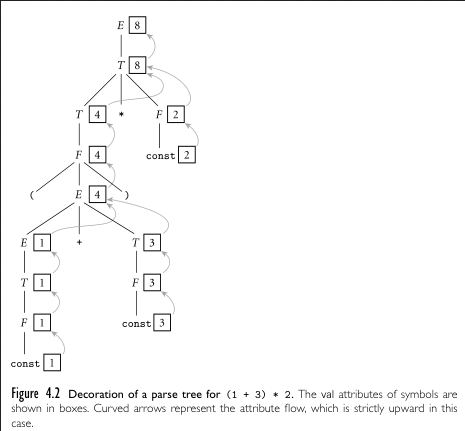 E 8
T 8
T 4 * F 2
F 4 const 2
( E 4 )
E 1 + T 3
T 1 F 3
F 1 const 3
const 1
Figure 4.2 Decoration of a parse tree for (1 + 3) * 2. The val attributes of symbols are
shown in boxes. Curved arrows represent the attribute flow, which is strictly upward in this
case.